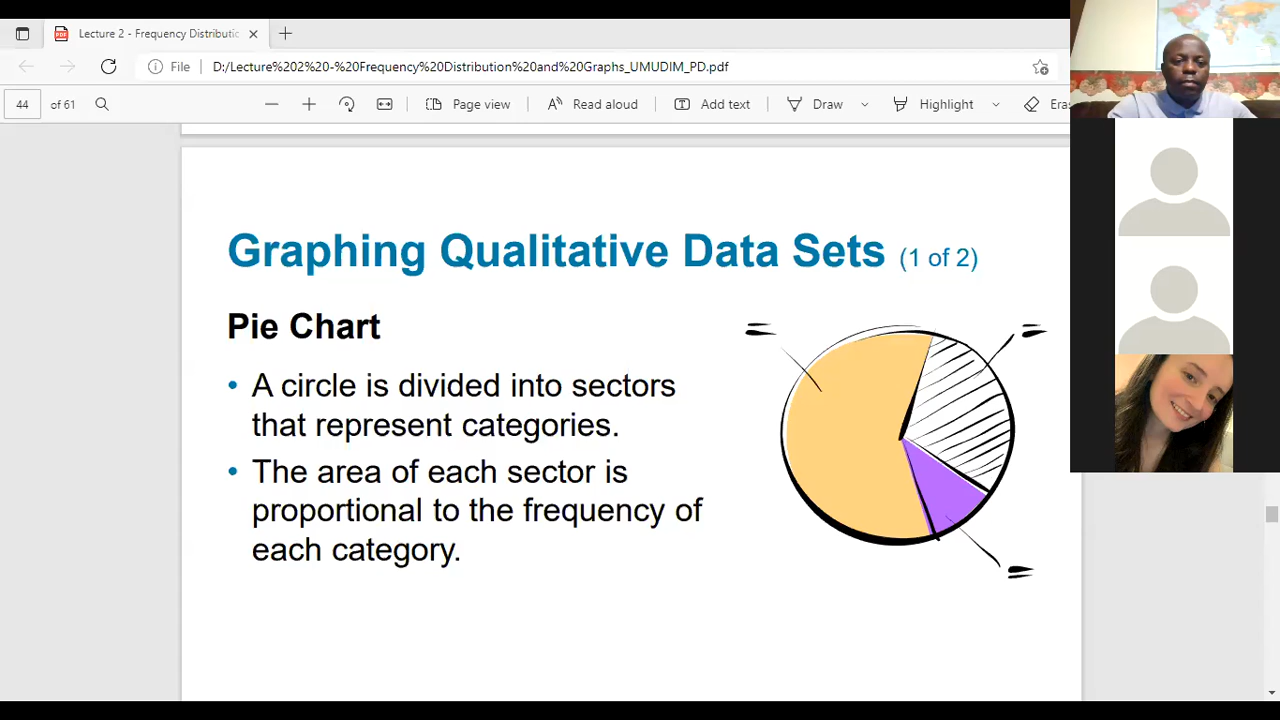 Lecture 2 - Frequency Distributic
File D:/Lecture%202%20-%20Frequency%20Distribution%20and%20Graphs_UMUDIM_PD.pdf
44 of 61 Page view Read aloud Add text Draw Highlight Era
Graphing Qualitative Data Sets (1 of 2)
Pie Chart
• A circle is divided into sectors
that represent categories.
• The area of each sector is
proportional to the frequency of
each category.